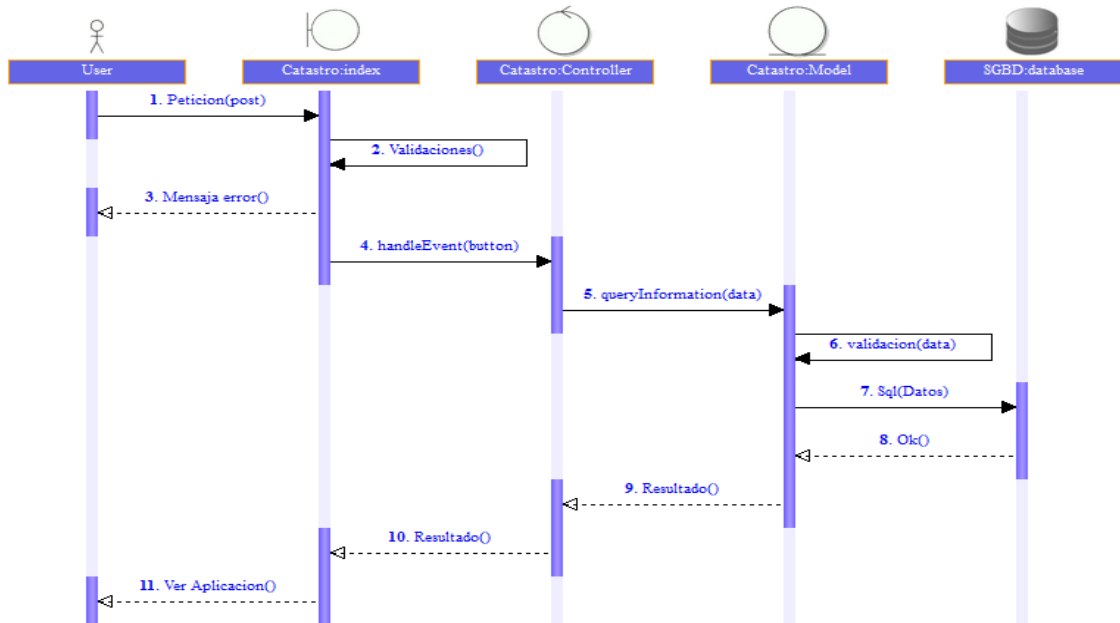 User
Catastro:index
Catastro:Controller
Catastro:Model
SGBD:database
1. Peticion(post)
2. Validaciones()
3. Mensaja error()
4. handleEvent(button)
5. queryInformation(data)
6. validacion(data)
7. Sql(Datos)
8. Ok()
9. Resultado()
10. Resultado()
11. Ver Aplicacion()